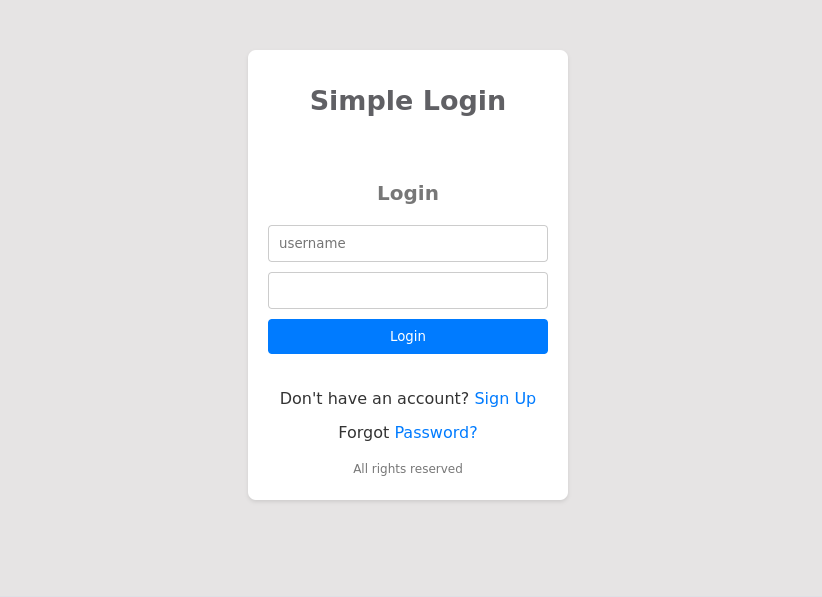 Simple Login
Login
username
Login
Don't have an account? Sign Up
Forgot Password?
All rights reserved